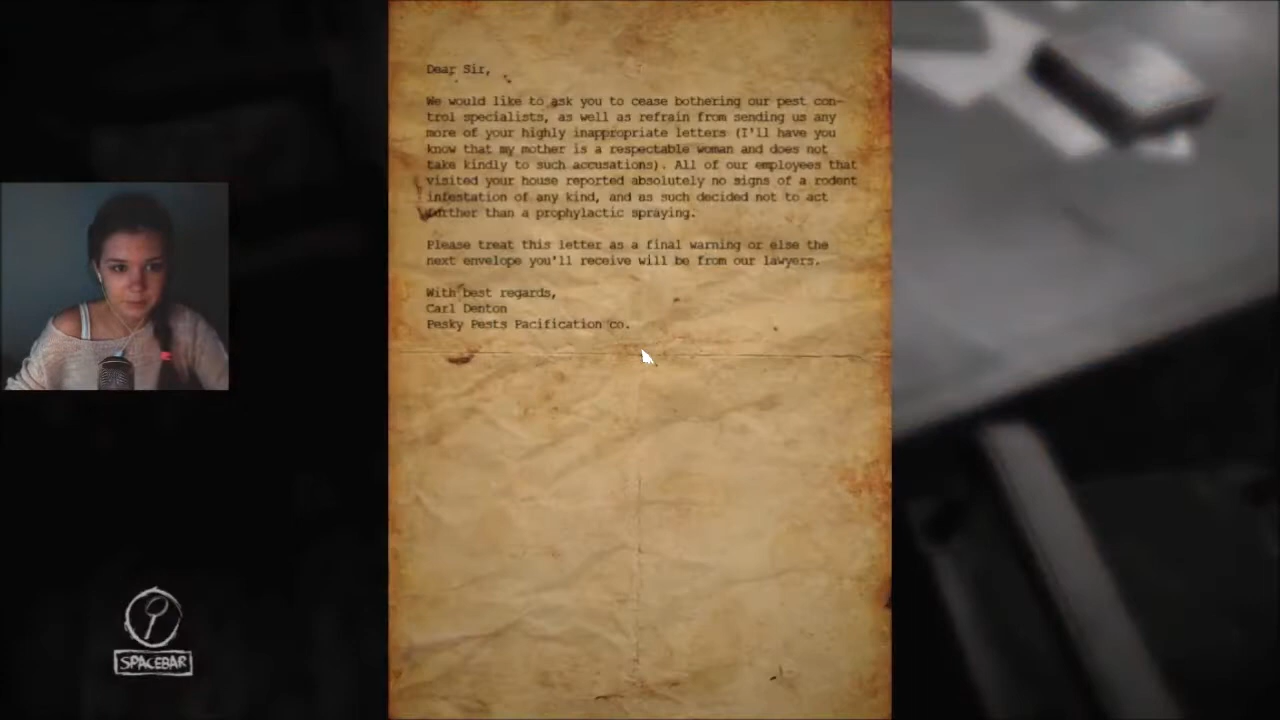 Dear Sir,
We would like to ask you to cease bothering our pest con-
trol specialists, as well as refrain from sending us any
more of your highly inappropriate letters (I'll have you
know that my mother is a respectable woman and does not
take kindly to such accusations). All of our employees that
visited your house reported absolutely no signs of a rodent
infestation of any kind, and as such decided not to act
further than a prophylactic spraying.
Please treat this letter as a final warning or else the
next envelope you'll receive will be from our lawyers.
With best regards,
Carl Denton
Pesky Pests Pacification co.
SPACEBAR